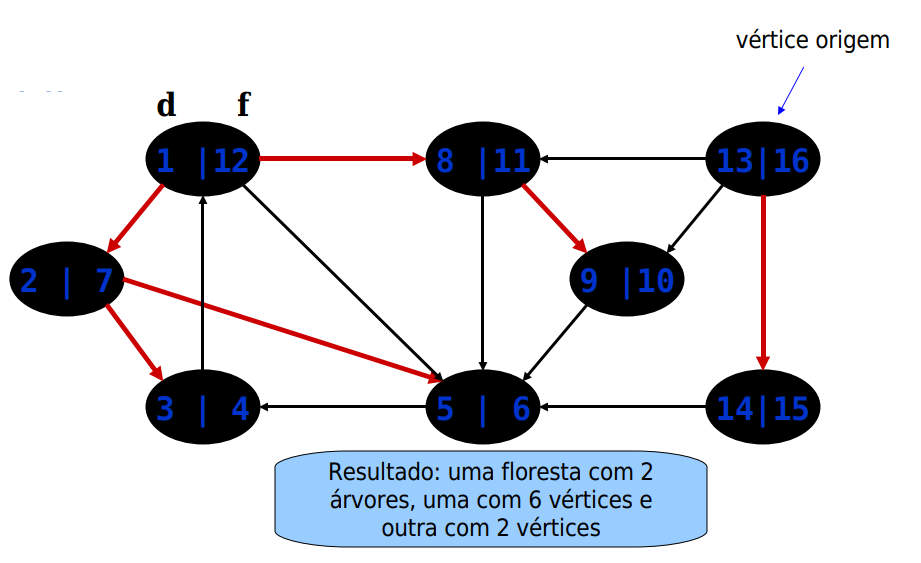 vértice origem
d f
1 |12
8 |11
13|16
2 | 7
9 |10
3 | 4
5 | 6
14|15
Resultado: uma floresta com 2
árvores, uma com 6 vértices e
outra com 2 vértices